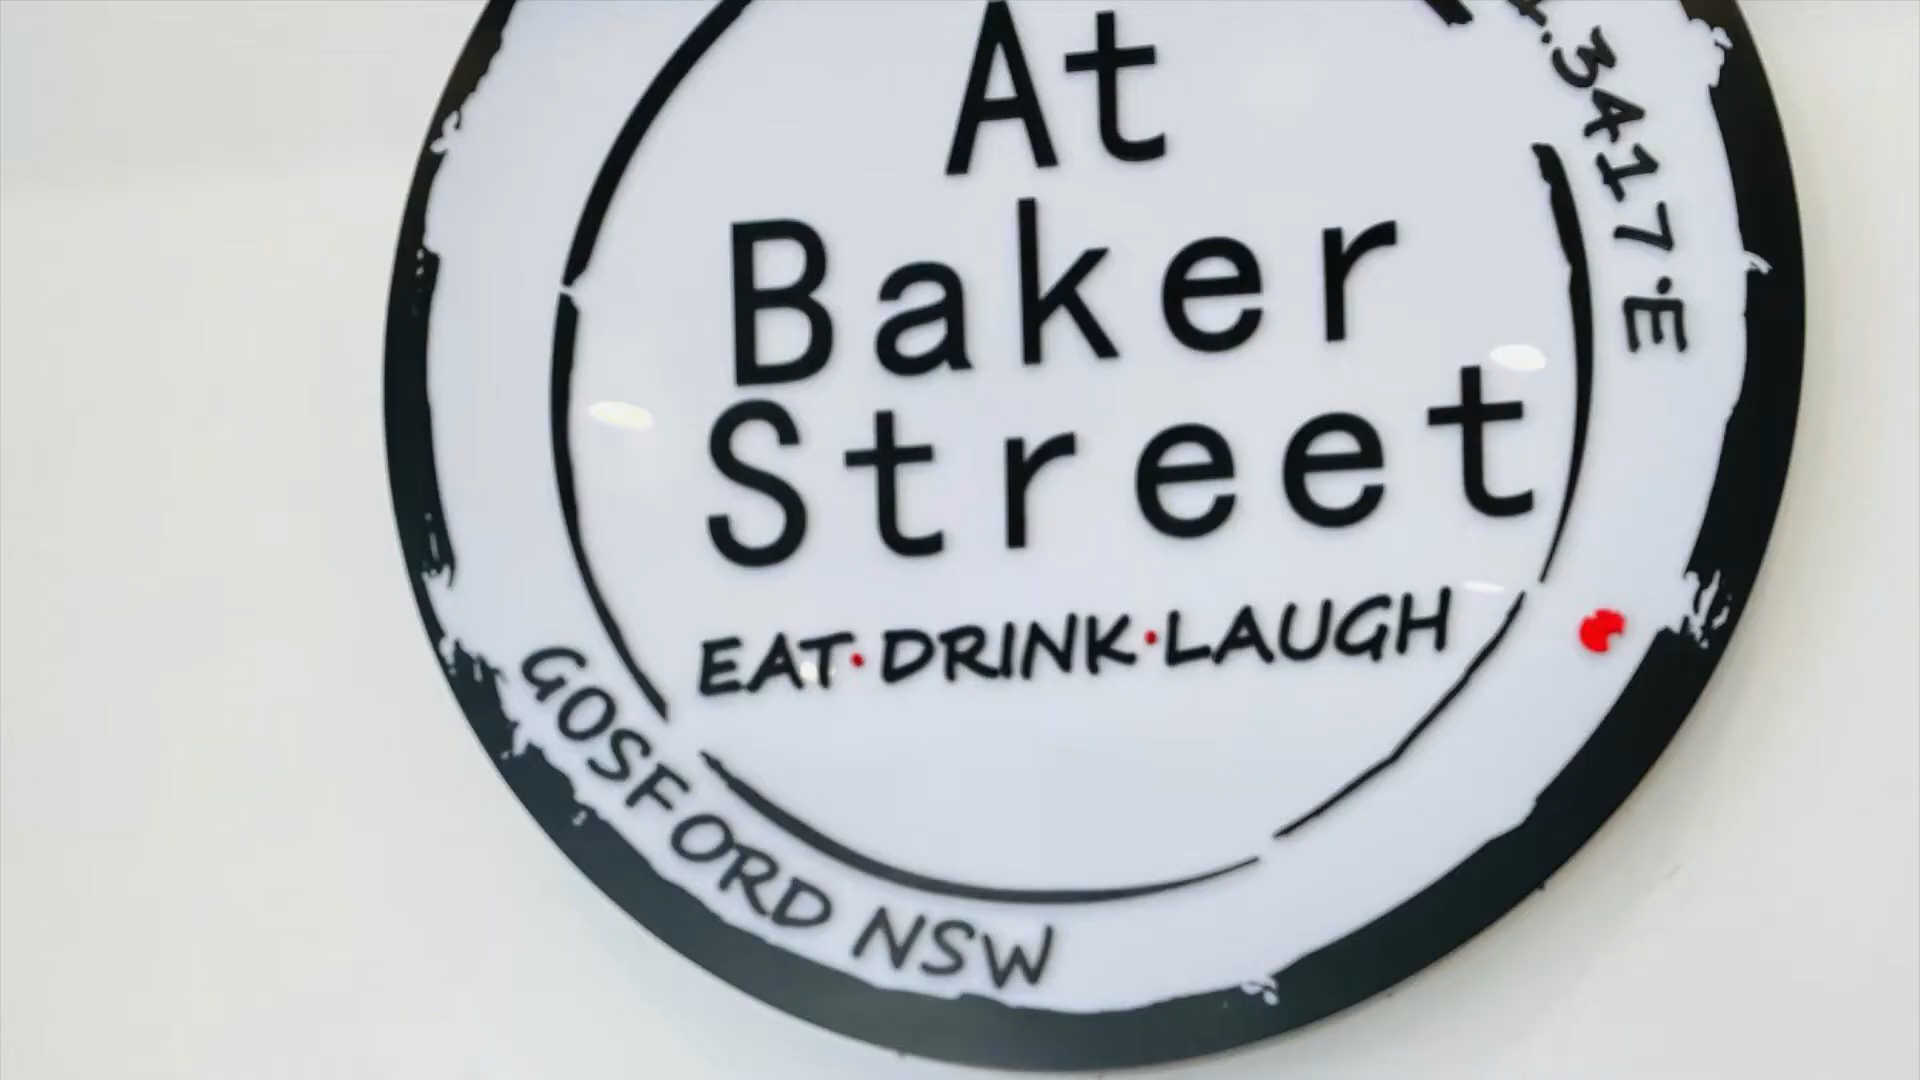 At
Baker
Street
EAT·DRINK·LAUGH
GOSFORD NSW
.3417·E